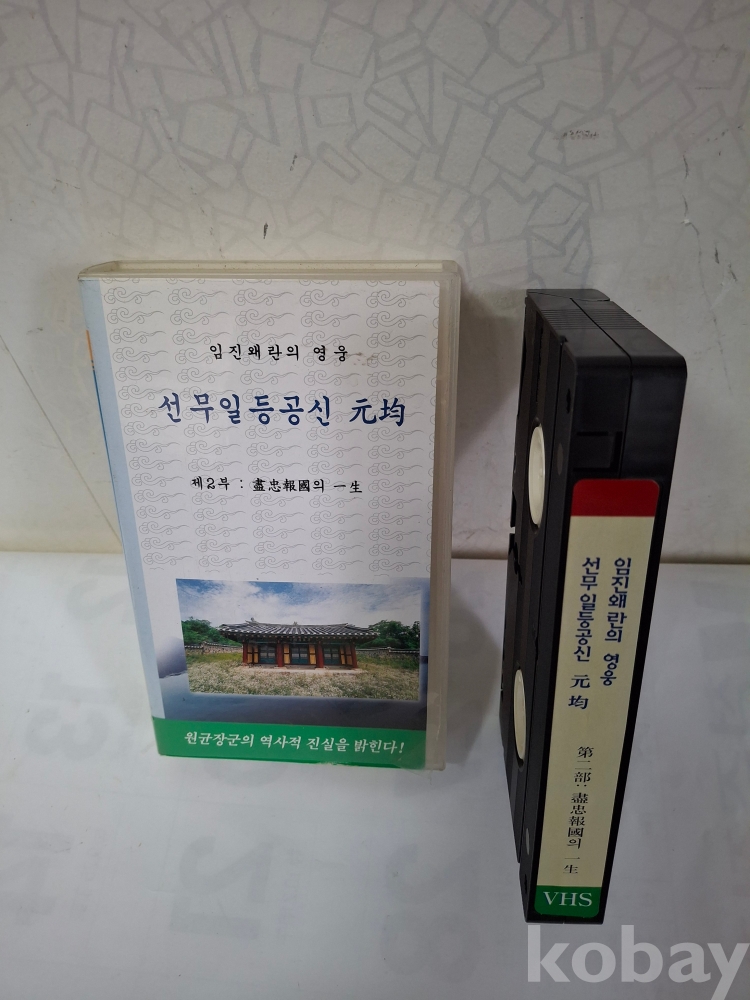 임진왜란의 영웅
선무일등공신 元均
제2부 : 盡忠報國의 一生
원균장군의 역사적 진실을 밝힌다!
임진왜란의 영웅
선무일등공신 元均
第二部: 盡忠報國의 一生
VHS
kobay